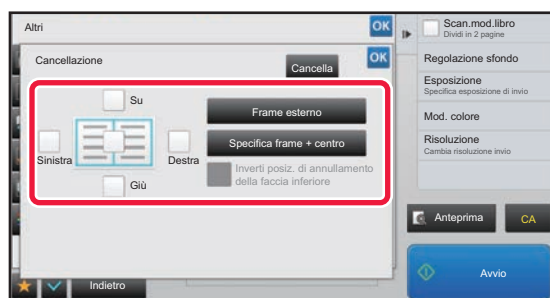 Altri
OK
Cancellazione
Cancella
OK
Su
Sinistra
Destra
Giù
Frame esterno
Specifica frame + centro
Inverti posiz. di annullamento
della faccia inferiore
Indietro
Scan.mod.libro
Dividi in 2 pagine
Regolazione sfondo
Esposizione
Specifica esposizione di invio
Mod. colore
Risoluzione
Cambia risoluzione invio
Anteprima
CA
Avvio